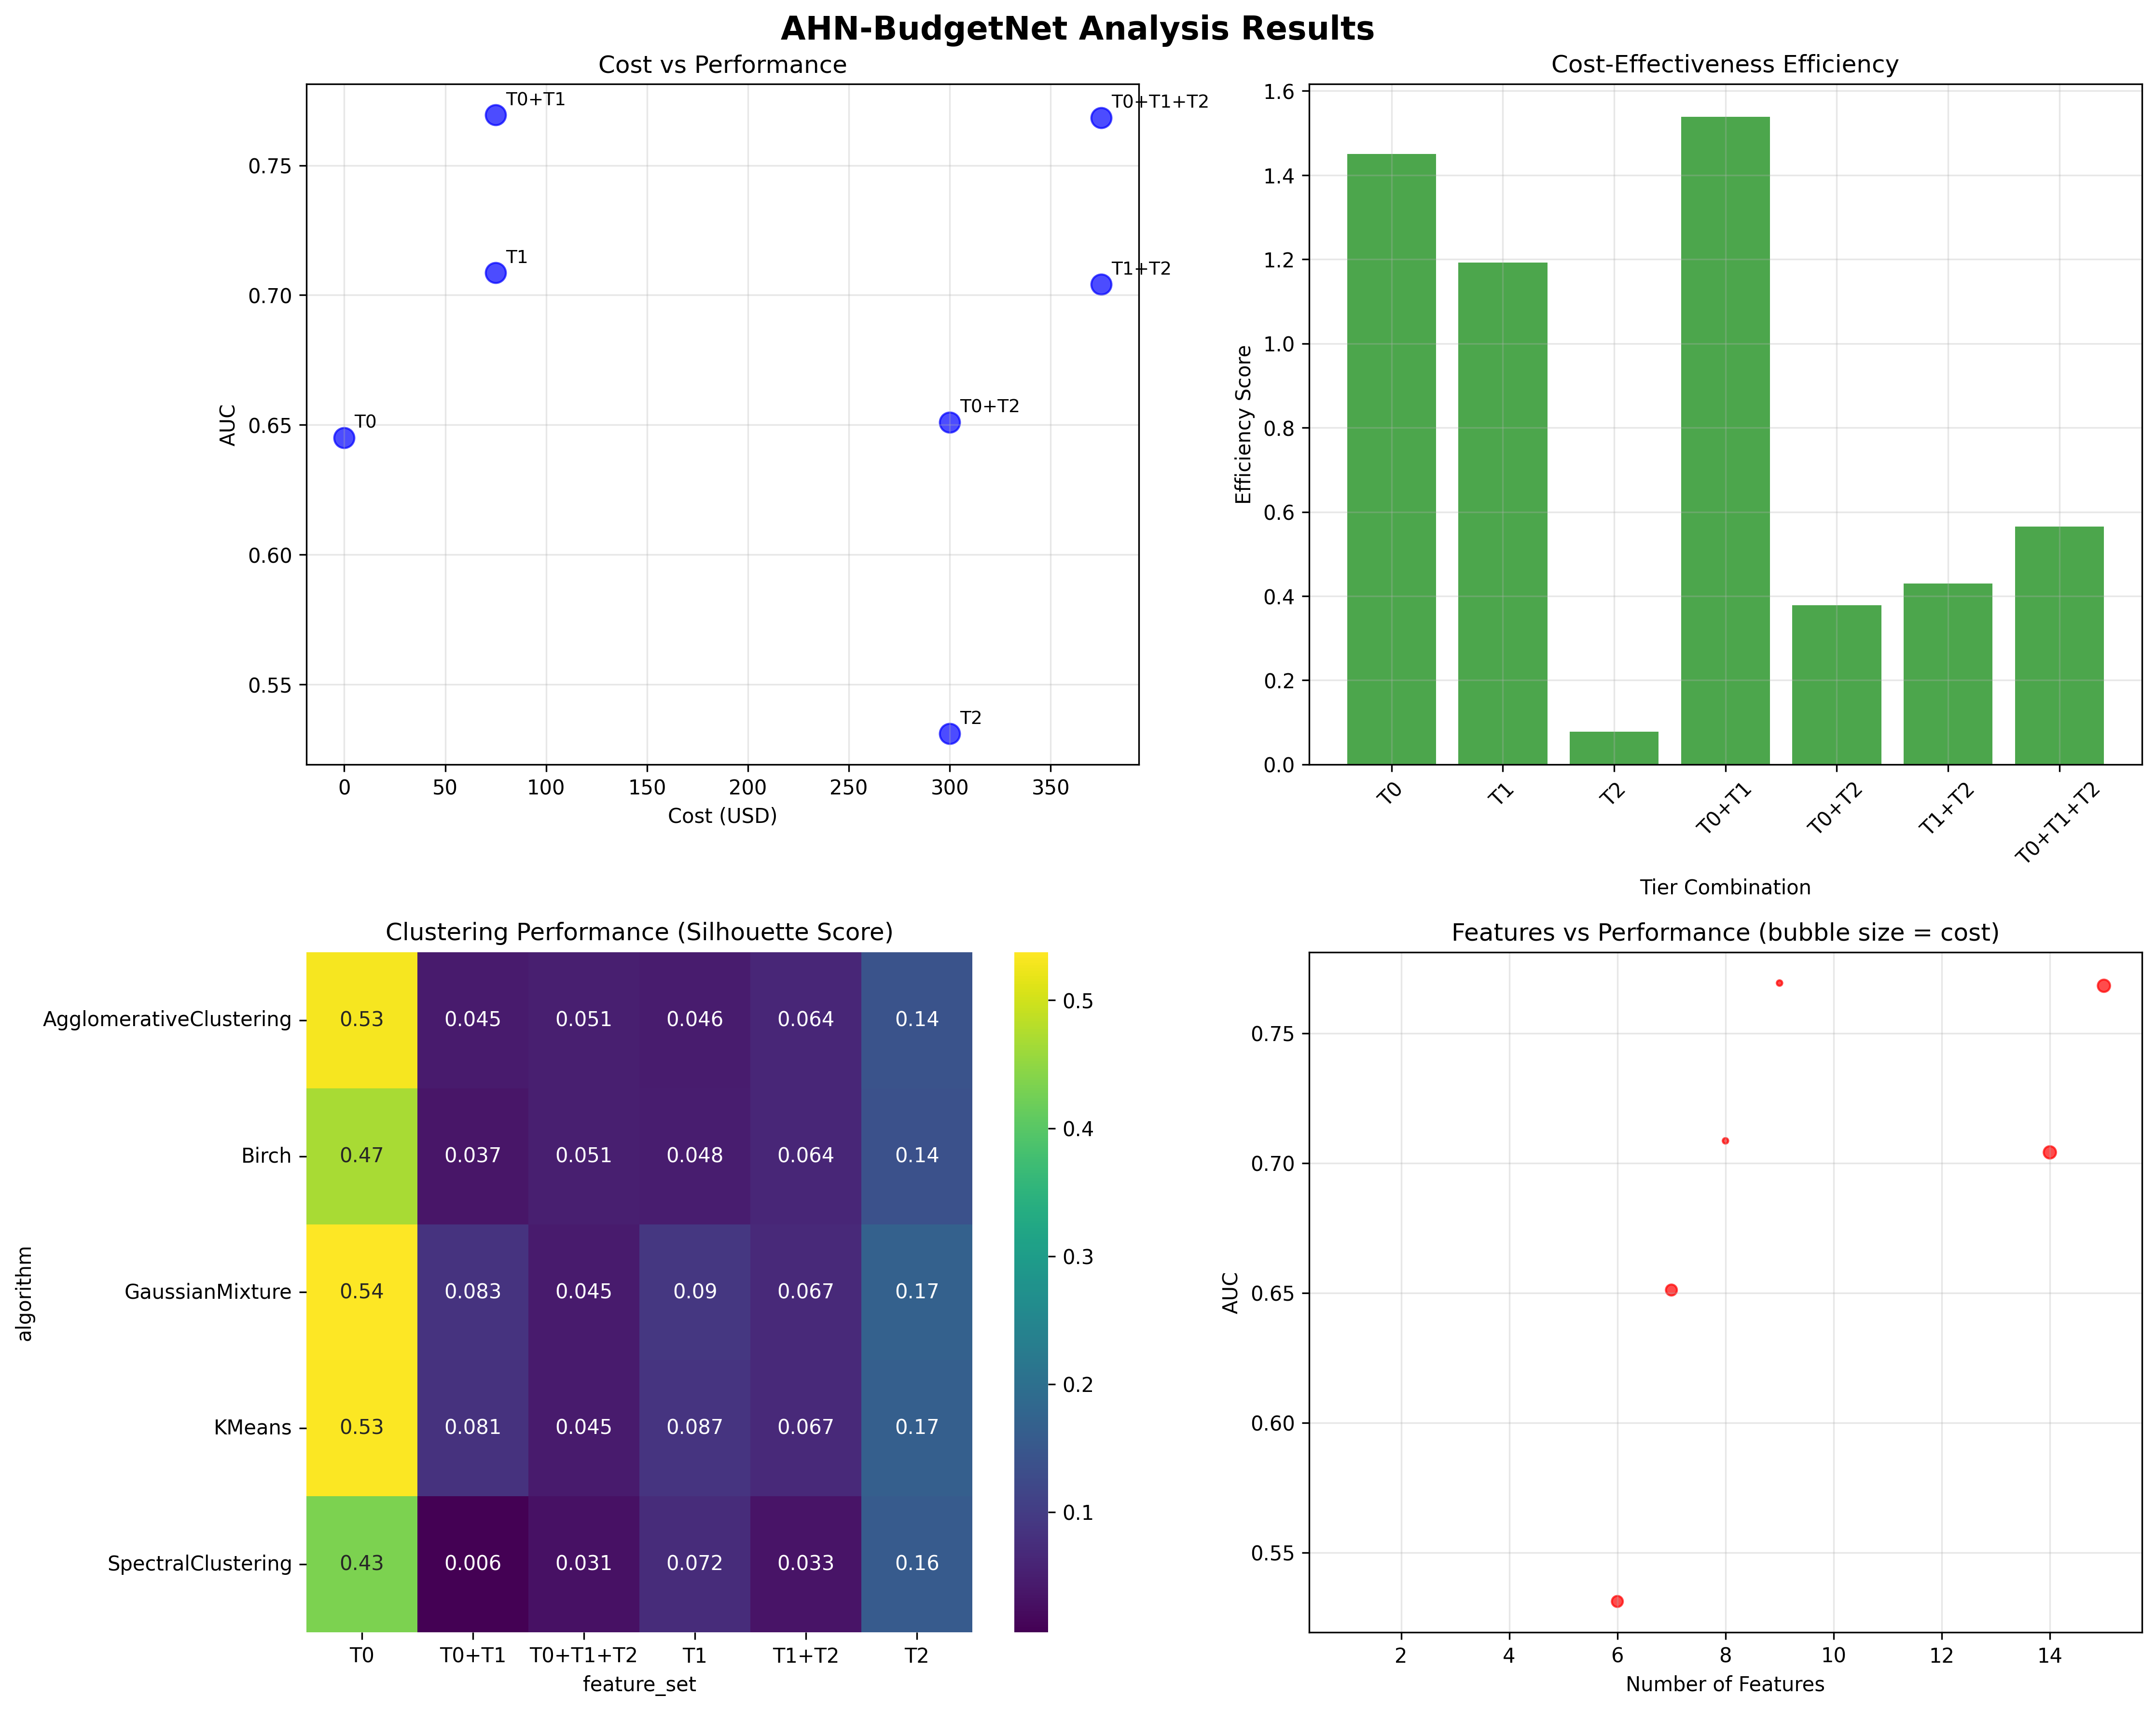 AHN-BudgetNet Analysis Results
Cost vs Performance
AUC
0.75
0.70
0.65
0.60
0.55
T0+T1
T0+T1+T2
T1
T1+T2
T0
T0+T2
T2
0 50 100 150 200 250 300 350
Cost (USD)
Cost-Effectiveness Efficiency
Efficiency Score
1.6
1.4
1.2
1.0
0.8
0.6
0.4
0.2
0.0
T0 T1 T2 T0+T1 T0+T2 T1+T2 T0+T1+T2
Tier Combination
Clustering Performance (Silhouette Score)
algorithm
AgglomerativeClustering 0.53 0.045 0.051 0.046 0.064 0.14
Birch 0.47 0.037 0.051 0.048 0.064 0.14
GaussianMixture 0.54 0.083 0.045 0.09 0.067 0.17
KMeans 0.53 0.081 0.045 0.087 0.067 0.17
SpectralClustering 0.43 0.006 0.031 0.072 0.033 0.16
T0 T0+T1 T0+T1+T2 T1 T1+T2 T2
feature_set
0.5
0.4
0.3
0.2
0.1
Features vs Performance (bubble size = cost)
AUC
0.75
0.70
0.65
0.60
0.55
2 4 6 8 10 12 14
Number of Features